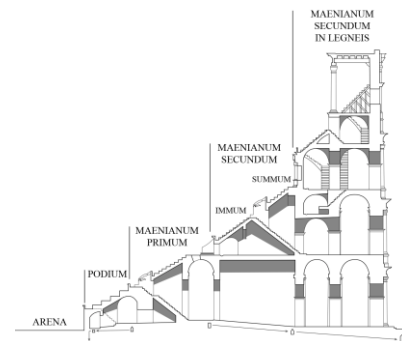 MAENIANUM
SECUNDUM
IN LEGNEIS
MAENIANUM
SECUNDUM
SUMMUM
IMMUM
MAENIANUM
PRIMUM
PODIUM
ARENA